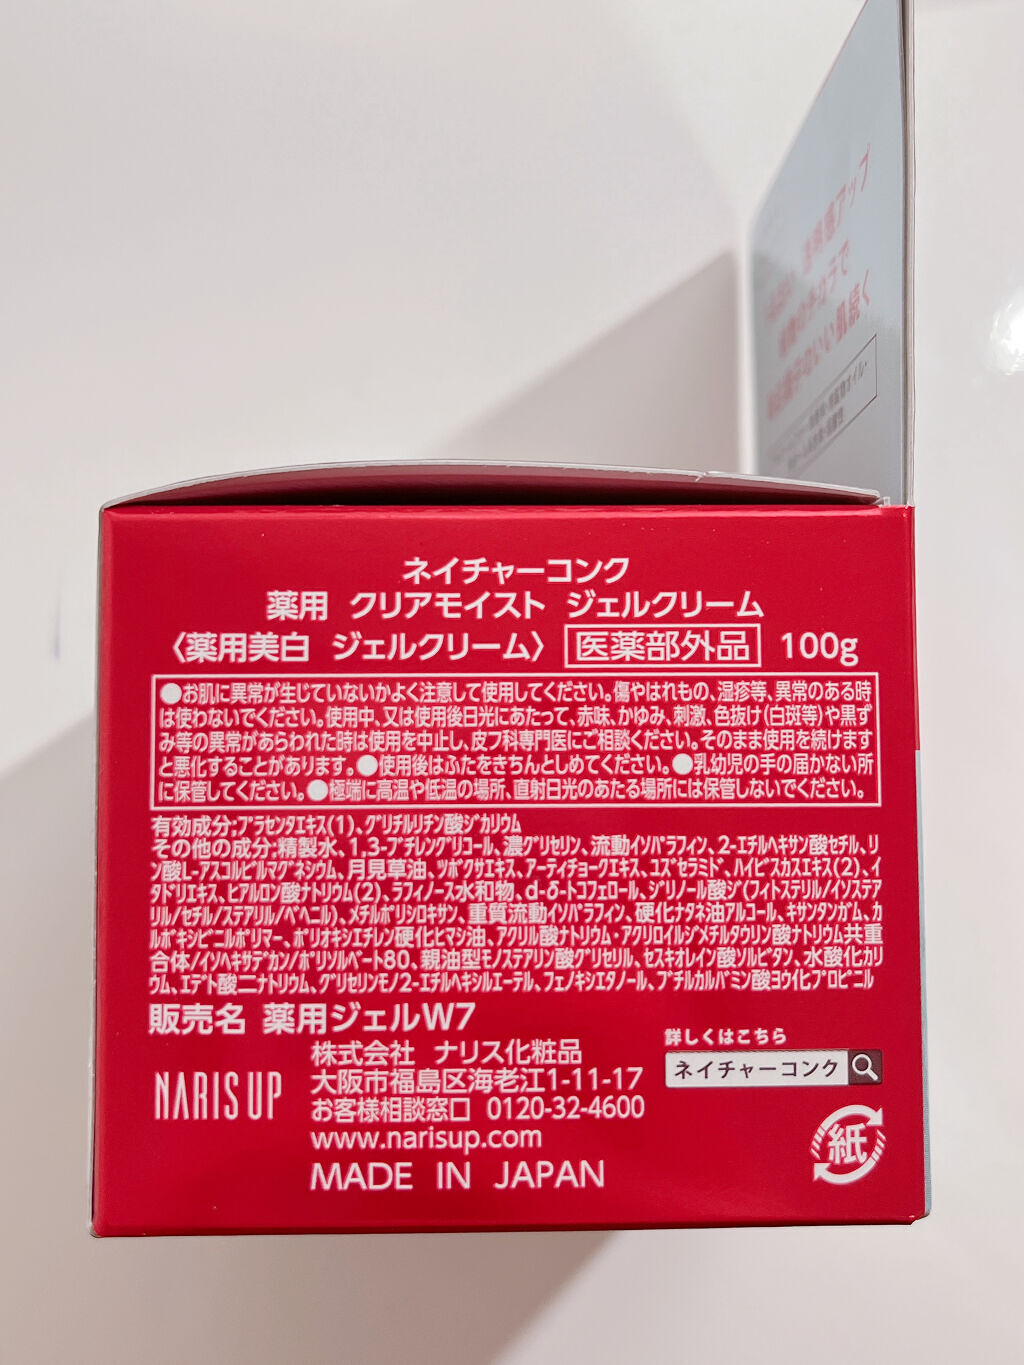 透明感アップ
ネイチャーコンク
薬用 クリアモイスト ジェルクリーム
〈薬用美白 ジェルクリーム〉 医薬部外品 100g
●お肌に異常が生じていないかよく注意して使用してください。傷やはれもの、湿疹等、異常のある時
は使わないでください。使用中、又は使用後日光にあたって、赤味、かゆみ、刺激、色抜け(白斑等)や黒ず
み等の異常があらわれた時は使用を中止し、皮フ科専門医にご相談ください。そのまま使用を続けます
と悪化することがあります。●使用後はふたをきちんとしめてください。●乳幼児の手の届かない所
に保管してください。●極端に高温や低温の場所、直射日光のあたる場所には保管しないでください。
有効成分:プラセンタエキス(1)、グリチルリチン酸ジカリウム
その他の成分:精製水、1,3-ブチレングリコール、濃グリセリン、流動イソパラフィン、2-エチルヘキサン酸セチル、リ
ン酸L-アスコルビルマグネシウム、月見草油、ツボクサエキス、アーティチョークエキス、ユズセラミド、ハイビスカスエキス(2)、イ
タドリエキス、ヒアルロン酸ナトリウム(2)、ラフィノース水和物、d-δ-トコフェロール、ジリノール酸ジ(フィトステリル/イソステア
リル/セチル/ステアリル/ベヘニル)、メチルポリシロキサン、重質流動イソパラフィン、硬化ナタネ油アルコール、キサンタンガム、カ
ルボキシビニルポリマー、ポリオキシエチレン硬化ヒマシ油、アクリル酸ナトリウム・アクリロイルジメチルタウリン酸ナトリウム共重
合体/イソヘキサデカン/ポリソルベート80、親油型モノステアリン酸グリセリル、セスキオレイン酸ソルビタン、水酸化カリ
ウム、エデト酸二ナトリウム、グリセリンモノ2-エチルヘキシルエーテル、フェノキシエタノール、ブチルカルバミン酸ヨウ化プロピニル
販売名 薬用ジェルW7
NARIS UP
株式会社 ナリス化粧品
大阪市福島区海老江1-11-17
お客様相談窓口 0120-32-4600
www.narisup.com
MADE IN JAPAN
詳しくはこちら
ネイチャーコンク
紙